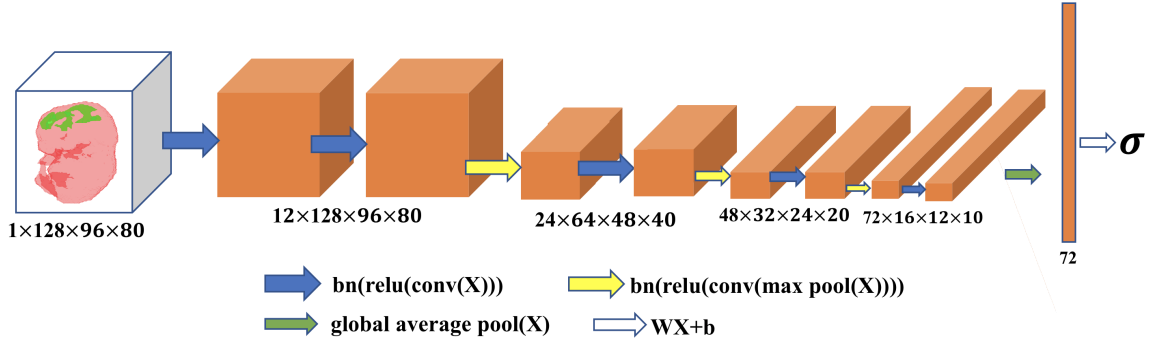 σ
1×128×96×80
12×128×96×80
24×64×48×40
48×32×24×20
72×16×12×10
72
bn(relu(conv(X)))
bn(relu(conv(max pool(X))))
global average pool(X)
WX+b